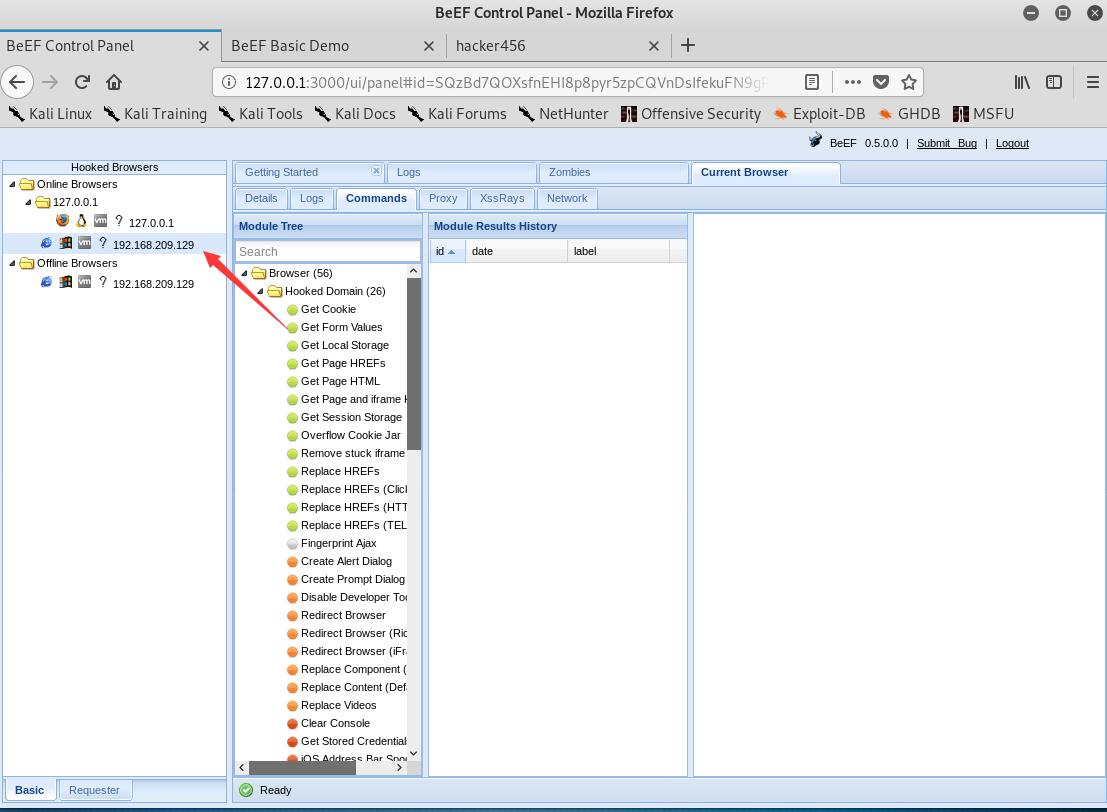 BeEF Control Panel - Mozilla Firefox
BeEF Control Panel
BeEF Basic Demo
hacker456
127.0.0.1:3000/ui/panel#id=SQzBd7QOXsfnEHI8p8pyr5zpCQVnDsIfekuFN9g
Kali Linux
Kali Training
Kali Tools
Kali Docs
Kali Forums
NetHunter
Offensive Security
Exploit-DB
GHDB
MSFU
BeEF 0.5.0.0 | Submit Bug | Logout
Hooked Browsers
Online Browsers
127.0.0.1
? 127.0.0.1
? 192.168.209.129
Offline Browsers
? 192.168.209.129
Basic
Requester
Getting Started
Logs
Zombies
Current Browser
Details
Logs
Commands
Proxy
XssRays
Network
Module Tree
Search
Browser (56)
Hooked Domain (26)
Get Cookie
Get Form Values
Get Local Storage
Get Page HREFs
Get Page HTML
Get Page and iframe H
Get Session Storage
Overflow Cookie Jar
Remove stuck iframe
Replace HREFs
Replace HREFs (Clic
Replace HREFs (HTT
Replace HREFs (TEL
Fingerprint Ajax
Create Alert Dialog
Create Prompt Dialog
Disable Developer Too
Redirect Browser
Redirect Browser (Ric
Redirect Browser (iFr
Replace Component (
Replace Content (Def
Replace Videos
Clear Console
Get Stored Credential
iOS Address Bar Spoo
Module Results History
id
date
label
Ready